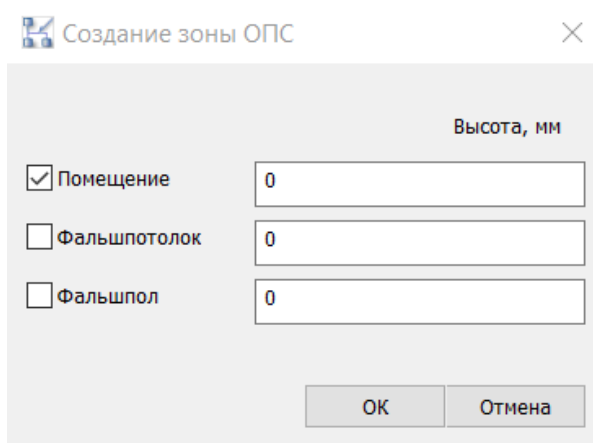 Создание зоны ОПС
Высота, мм
Помещение 0
Фальшпотолок 0
Фальшпол 0
ОК Отмена